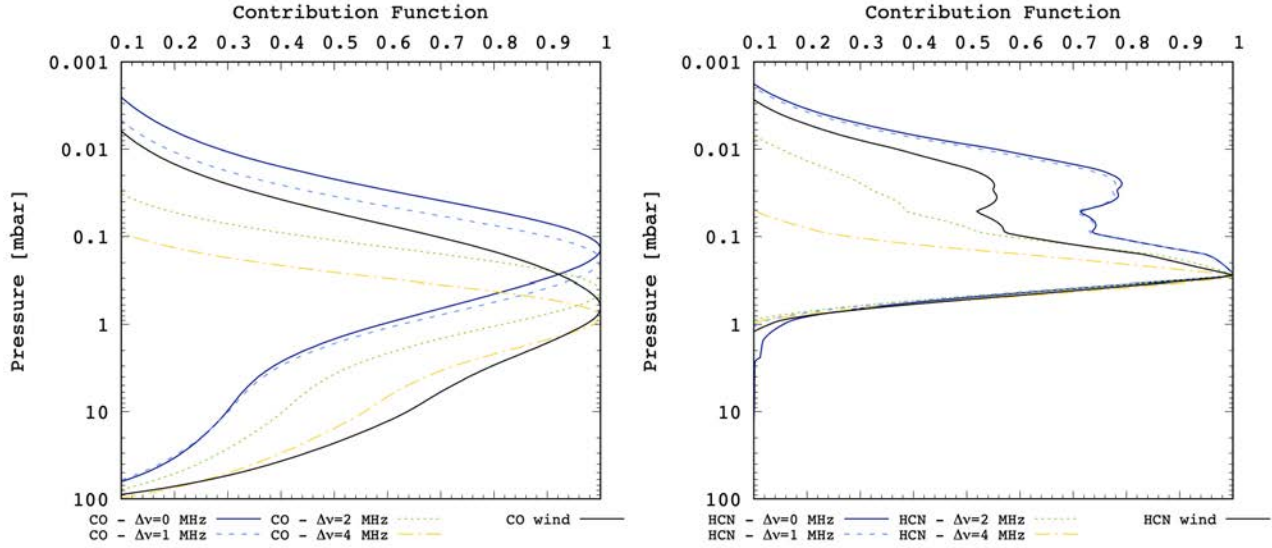 Contribution Function
0.1 0.2 0.3 0.4 0.5 0.6 0.7 0.8 0.9 1
0.001
0.01
0.1
1
10
100
Pressure [mbar]
CO - Δν=0 MHz CO - Δν=2 MHz CO wind
CO - Δν=1 MHz CO - Δν=4 MHz
Contribution Function
0.1 0.2 0.3 0.4 0.5 0.6 0.7 0.8 0.9 1
0.001
0.01
0.1
1
10
100
Pressure [mbar]
HCN - Δν=0 MHz HCN - Δν=2 MHz HCN wind
HCN - Δν=1 MHz HCN - Δν=4 MHz